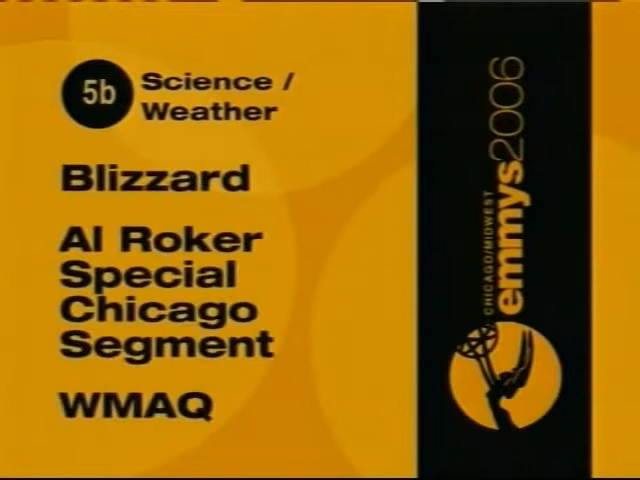 5b
Science /
Weather
Blizzard
Al Roker
Special
Chicago
Segment
WMAQ
CHICAGO/MIDWEST
emmys2006